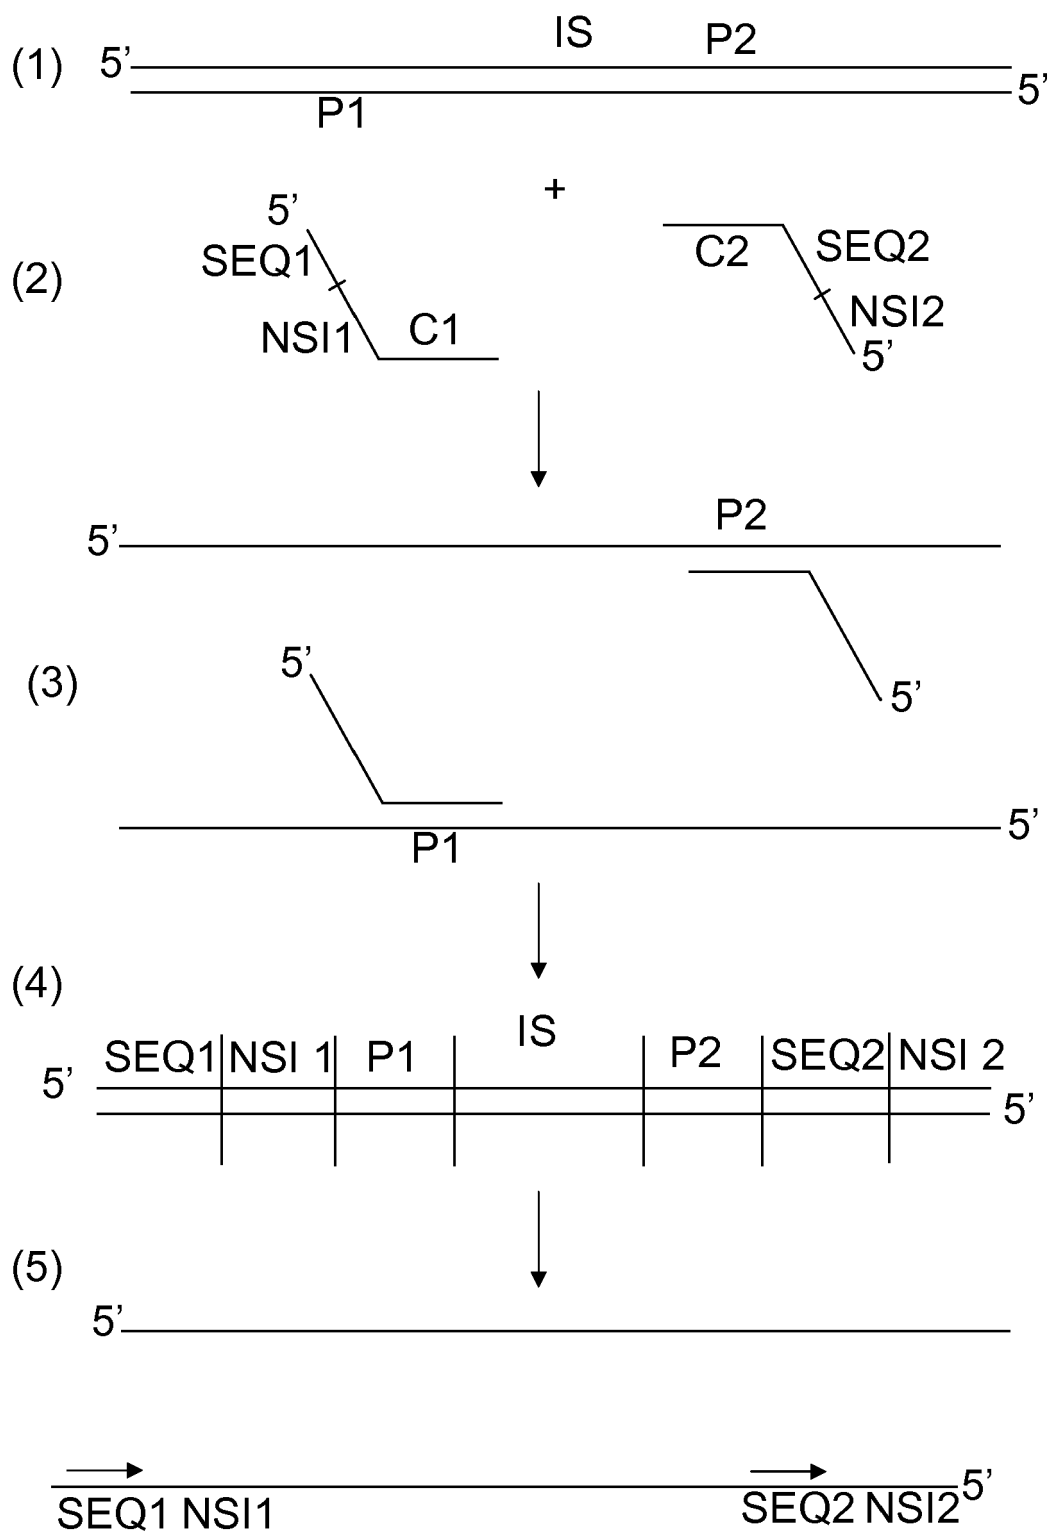 IS P2
(1) 5’
5’
P1
+
5’
SEQ1
C2 SEQ2
(2)
NSI1 C1
NSI2
5’
P2
5’
5’
(3)
5’
5’
P1
(4)
IS
SEQ1 NSI 1 P1 P2 SEQ2 NSI 2
5’
5’
(5)
5’
5’
SEQ1 NSI1 SEQ2 NSI2